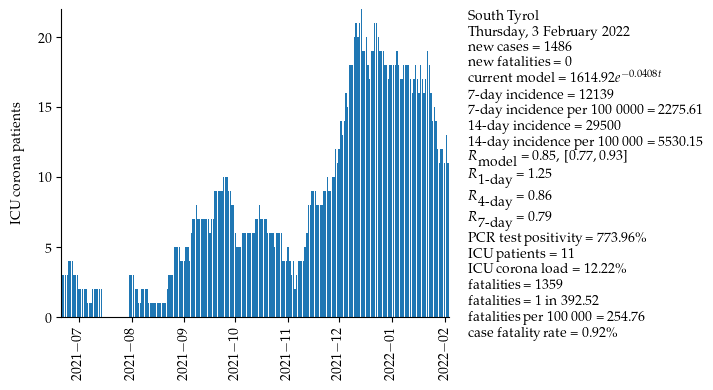 South Tyrol
Thursday, 3 February 2022
new cases = 1486
new fatalities = 0
current model = 1614.92e^{−0.0408t}
7-day incidence = 12139
7-day incidence per 100 0000 = 2275.61
14-day incidence = 29500
14-day incidence per 100 000 = 5530.15
R_model = 0.85, [0.77, 0.93]
R_1-day = 1.25
R_4-day = 0.86
R_7-day = 0.79
PCR test positivity = 773.96%
ICU patients = 11
ICU corona load = 12.22%
fatalities = 1359
fatalities = 1 in 392.52
fatalities per 100 000 = 254.76
case fatality rate = 0.92%
ICU corona patients
20
15
10
5
0
2021−07
2021−08
2021−09
2021−10
2021−11
2021−12
2022−01
2022−02